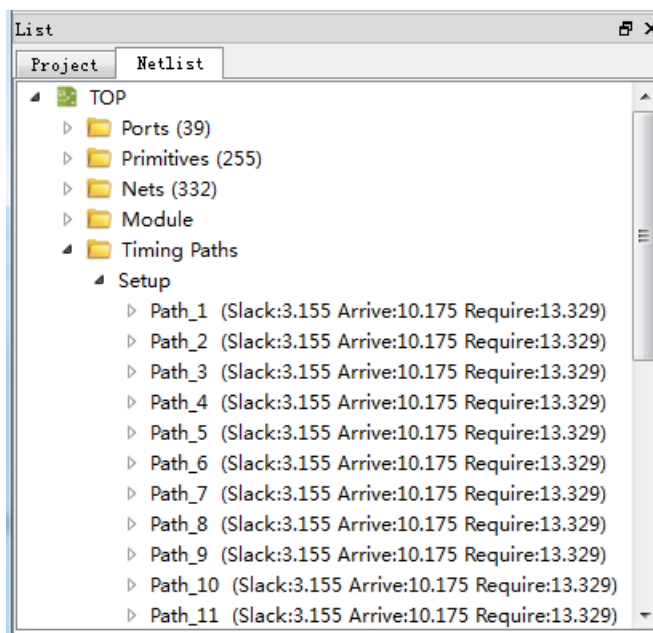 List
Project Netlist
TOP
Ports (39)
Primitives (255)
Nets (332)
Module
Timing Paths
Setup
Path_1 (Slack:3.155 Arrive:10.175 Require:13.329)
Path_2 (Slack:3.155 Arrive:10.175 Require:13.329)
Path_3 (Slack:3.155 Arrive:10.175 Require:13.329)
Path_4 (Slack:3.155 Arrive:10.175 Require:13.329)
Path_5 (Slack:3.155 Arrive:10.175 Require:13.329)
Path_6 (Slack:3.155 Arrive:10.175 Require:13.329)
Path_7 (Slack:3.155 Arrive:10.175 Require:13.329)
Path_8 (Slack:3.155 Arrive:10.175 Require:13.329)
Path_9 (Slack:3.155 Arrive:10.175 Require:13.329)
Path_10 (Slack:3.155 Arrive:10.175 Require:13.329)
Path_11 (Slack:3.155 Arrive:10.175 Require:13.329)